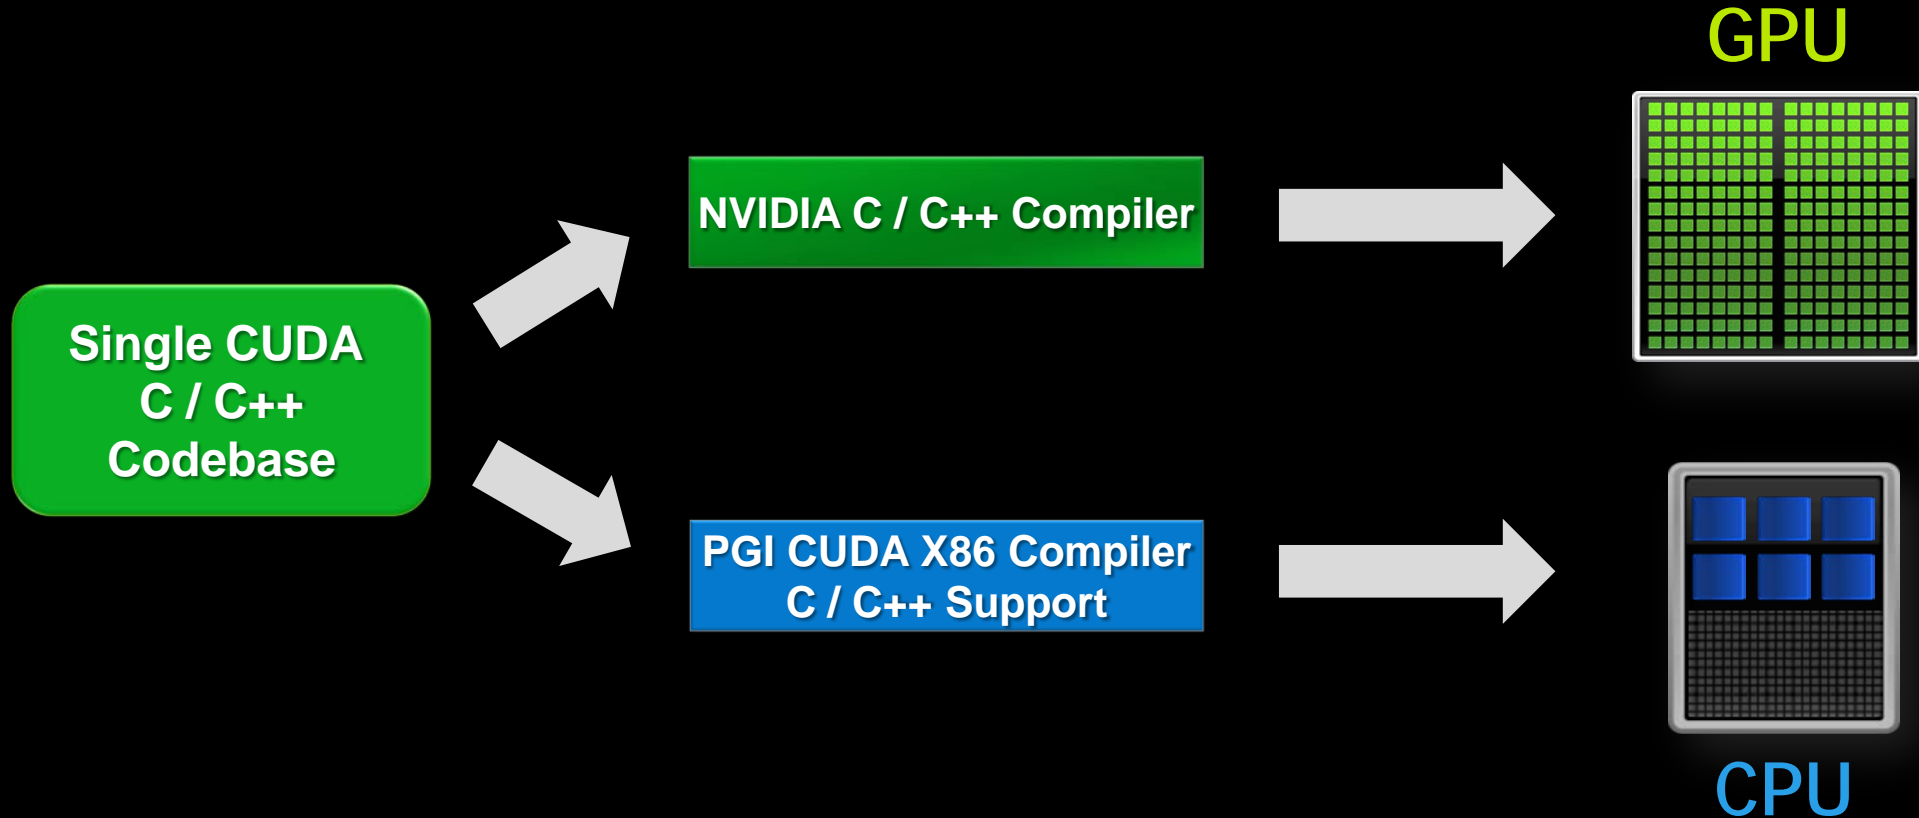 GPU
NVIDIA C / C++ Compiler
Single CUDA
C / C++
Codebase
PGI CUDA X86 Compiler
C / C++ Support
CPU